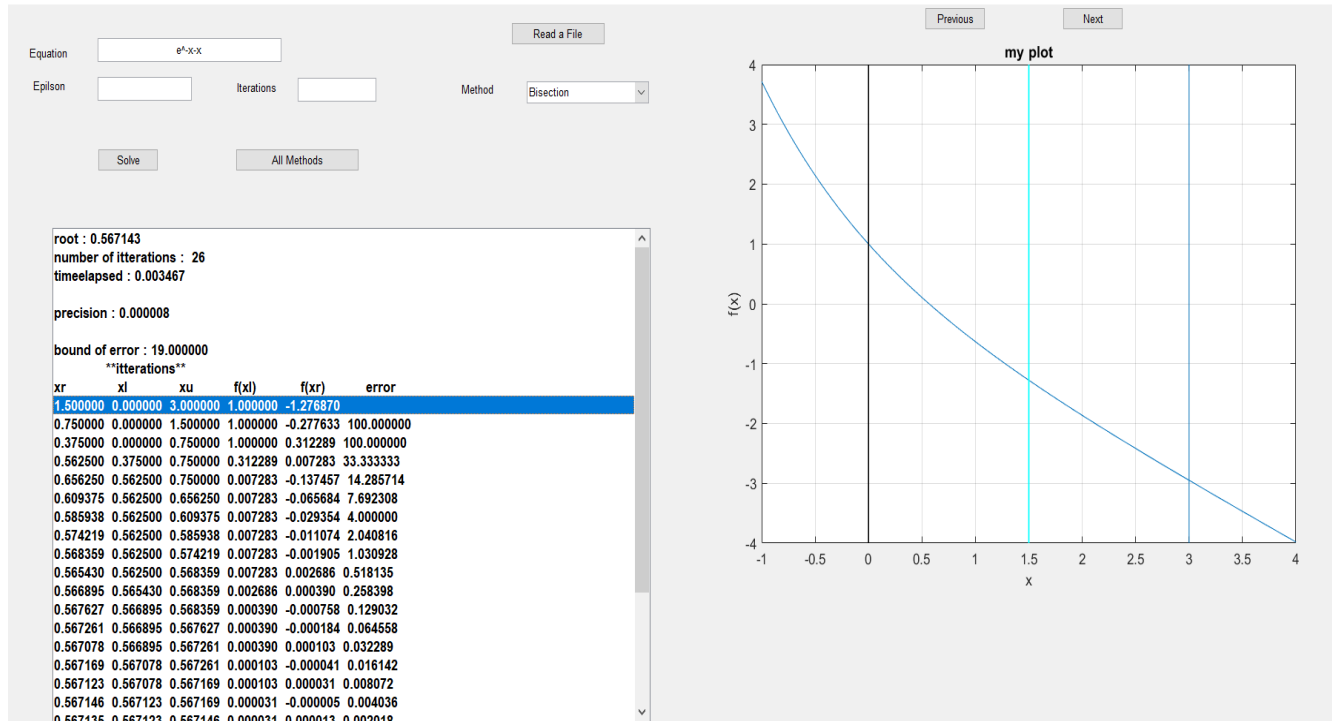 Read a File
Equation e^-x-x
Epilson Iterations Method Bisection
Solve All Methods
root : 0.567143
number of itterations : 26
timeelapsed : 0.003467
precision : 0.000008
bound of error : 19.000000
**itterations**
xr xl xu f(xl) f(xr) error
1.500000 0.000000 3.000000 1.000000 -1.276870
0.750000 0.000000 1.500000 1.000000 -0.277633 100.000000
0.375000 0.000000 0.750000 1.000000 0.312289 100.000000
0.562500 0.375000 0.750000 0.312289 0.007283 33.333333
0.656250 0.562500 0.750000 0.007283 -0.137457 14.285714
0.609375 0.562500 0.656250 0.007283 -0.065684 7.692308
0.585938 0.562500 0.609375 0.007283 -0.029354 4.000000
0.574219 0.562500 0.585938 0.007283 -0.011074 2.040816
0.568359 0.562500 0.574219 0.007283 -0.001905 1.030928
0.565430 0.562500 0.568359 0.007283 0.002686 0.518135
0.566895 0.565430 0.568359 0.002686 0.000390 0.258398
0.567627 0.566895 0.568359 0.000390 -0.000758 0.129032
0.567261 0.566895 0.567627 0.000390 -0.000184 0.064558
0.567078 0.566895 0.567261 0.000390 0.000103 0.032289
0.567169 0.567078 0.567261 0.000103 -0.000041 0.016142
0.567123 0.567078 0.567169 0.000103 0.000031 0.008072
0.567146 0.567123 0.567169 0.000031 -0.000005 0.004036
0.567135 0.567123 0.567146 0.000031 0.000013 0.002018
Previous Next
my plot
4
3
2
1
0
-1
-2
-3
-4
f(x)
-1 -0.5 0 0.5 1 1.5 2 2.5 3 3.5 4
x